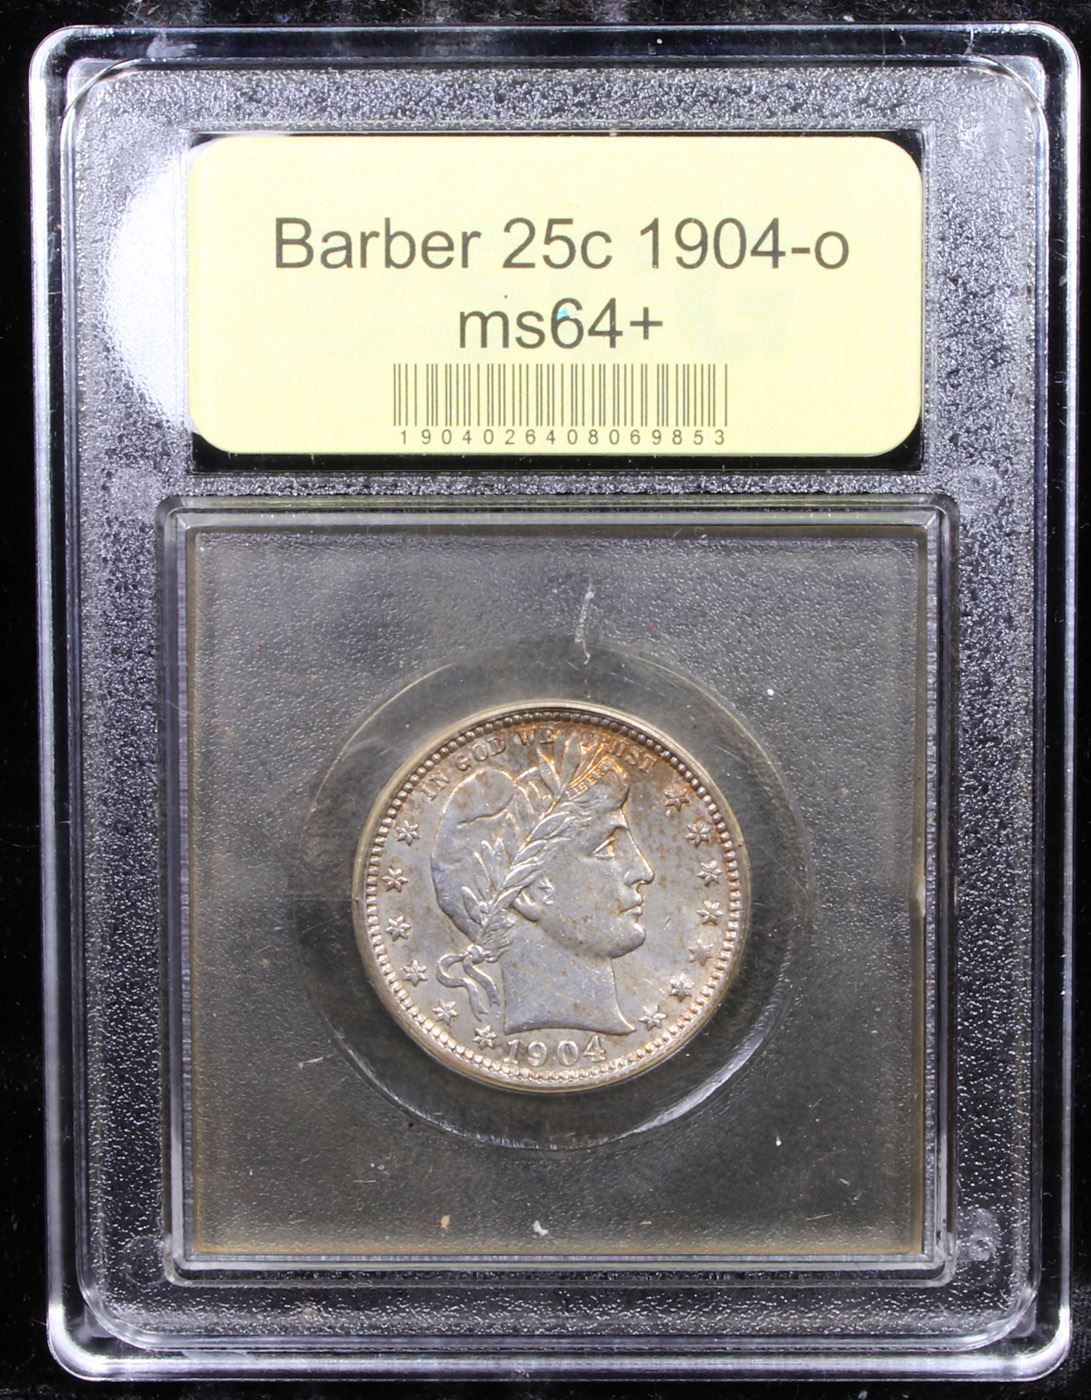 Barber 25c 1904-o
ms64+
1904026408069853
IN GOD WE TRUST
1904